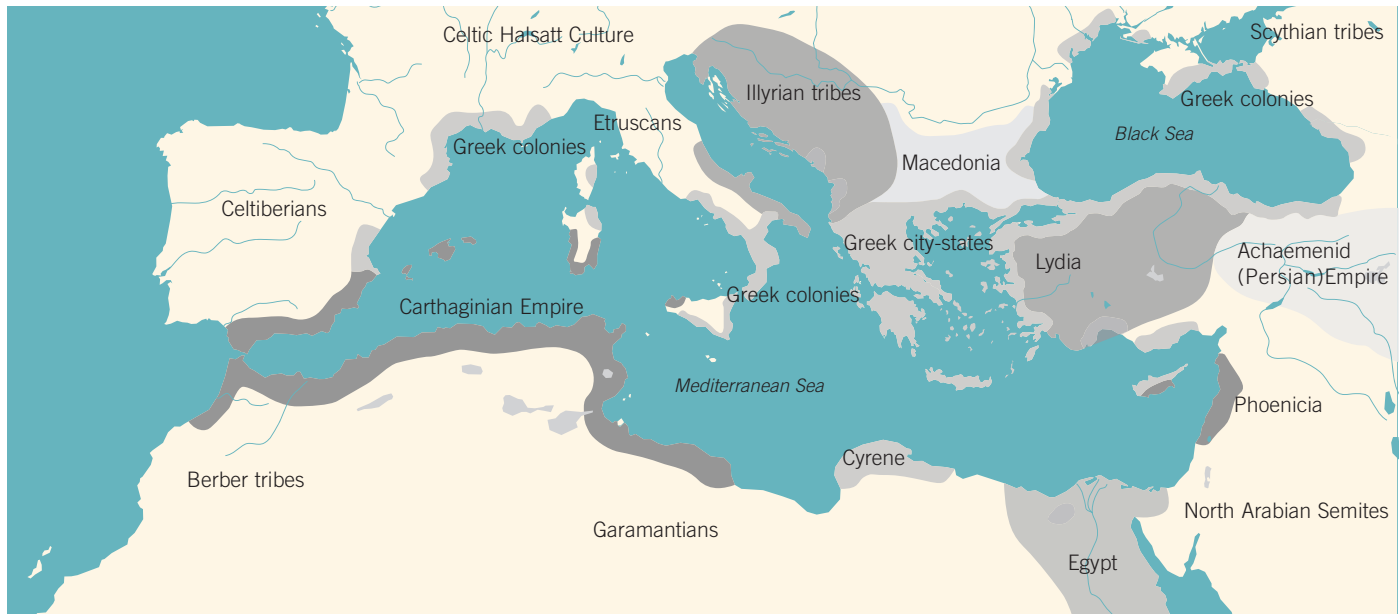 Celtic Halsatt Culture
Scythian tribes
Illyrian tribes
Greek colonies
Etruscans
Black Sea
Greek colonies
Macedonia
Celtiberians
Greek city-states
Achaemenid
(Persian)Empire
Lydia
Greek colonies
Carthaginian Empire
Mediterranean Sea
Phoenicia
Cyrene
Berber tribes
North Arabian Semites
Garamantians
Egypt